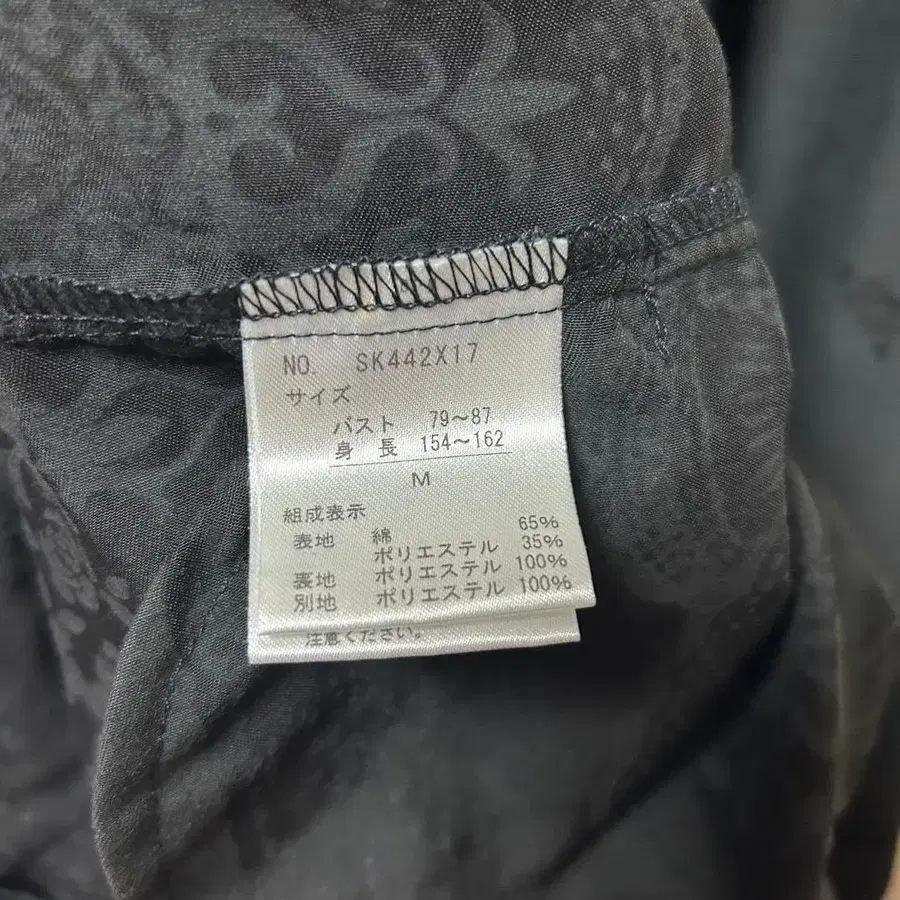 NO. SK442X17
サイズ
バスト 79～87
身 長 154～162
M
組成表示
表地 綿 65%
ポリエステル 35%
裏地 ポリエステル 100%
別地 ポリエステル 100%
注意ください。